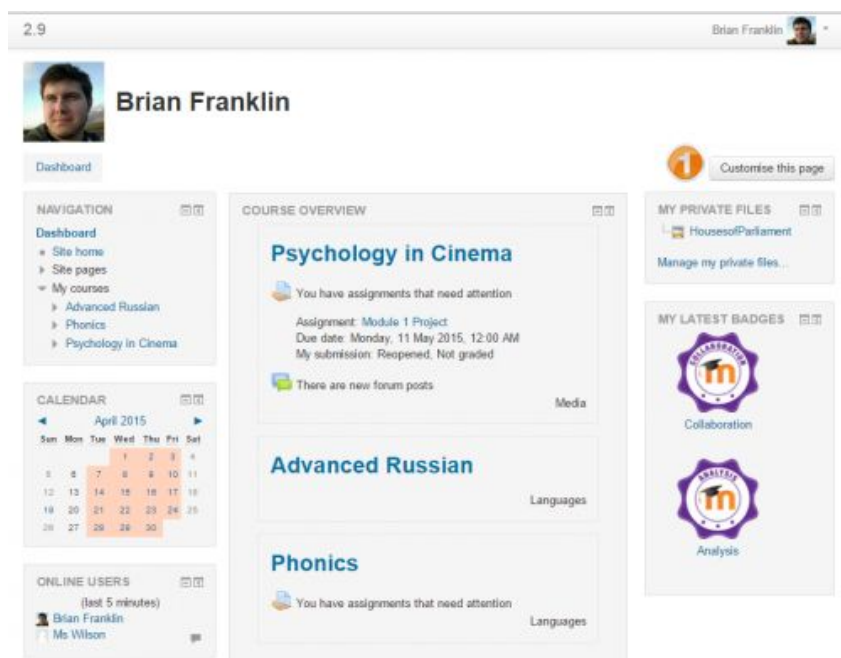 2.9
Brian Franklin
Brian Franklin
Dashboard
1
Customise this page
NAVIGATION
Dashboard
Site home
Site pages
My courses
Advanced Russian
Phonics
Psychology in Cinema
CALENDAR
April 2015
Sun Mon Tue Wed Thu Fri Sat
1 2 3 4
5 6 7 8 9 10 11
12 13 14 15 16 17 18
19 20 21 22 23 24 25
26 27 28 29 30
ONLINE USERS
(last 5 minutes)
Brian Franklin
Ms Wilson
COURSE OVERVIEW
Psychology in Cinema
You have assignments that need attention
Assignment: Module 1 Project
Due date: Monday, 11 May 2015, 12:00 AM
My submission: Reopened, Not graded
There are new forum posts
Media
Advanced Russian
Languages
Phonics
You have assignments that need attention
Languages
MY PRIVATE FILES
HousesofParliament
Manage my private files...
MY LATEST BADGES
COLLABORATION
m
Collaboration
ANALYSIS
m
Analysis